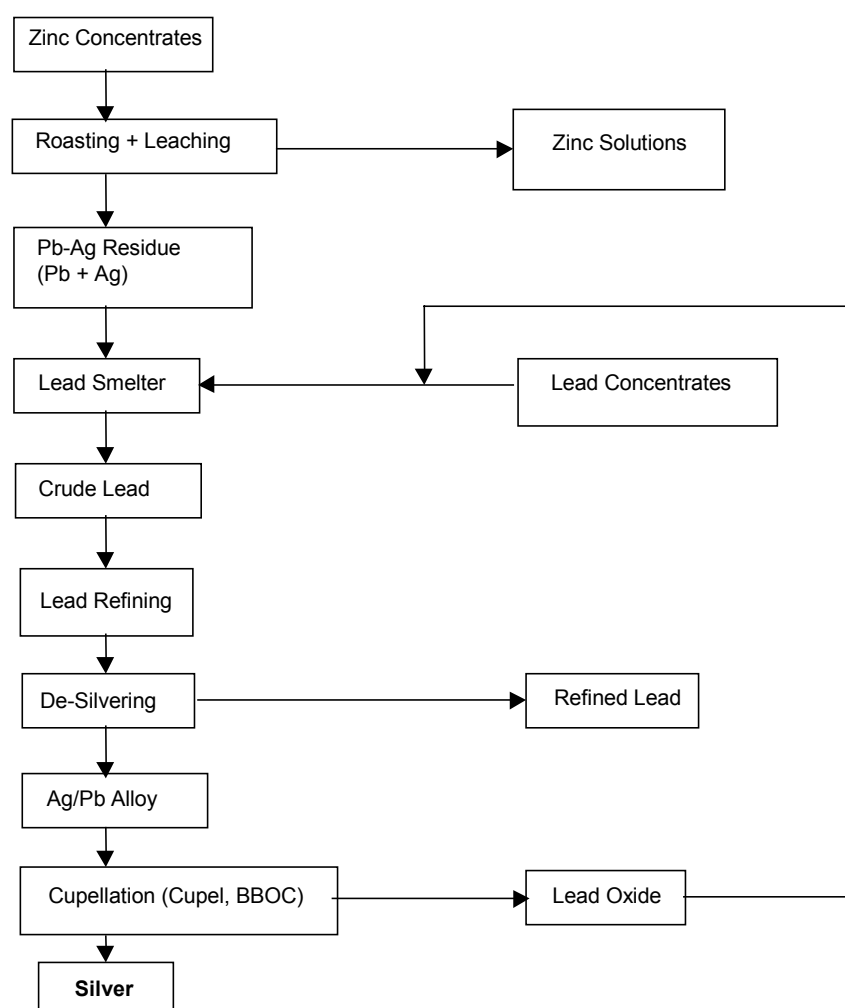 Zinc Concentrates
Roasting + Leaching
Zinc Solutions
Pb-Ag Residue
(Pb + Ag)
Lead Smelter
Lead Concentrates
Crude Lead
Lead Refining
De-Silvering
Refined Lead
Ag/Pb Alloy
Cupellation (Cupel, BBOC)
Lead Oxide
Silver